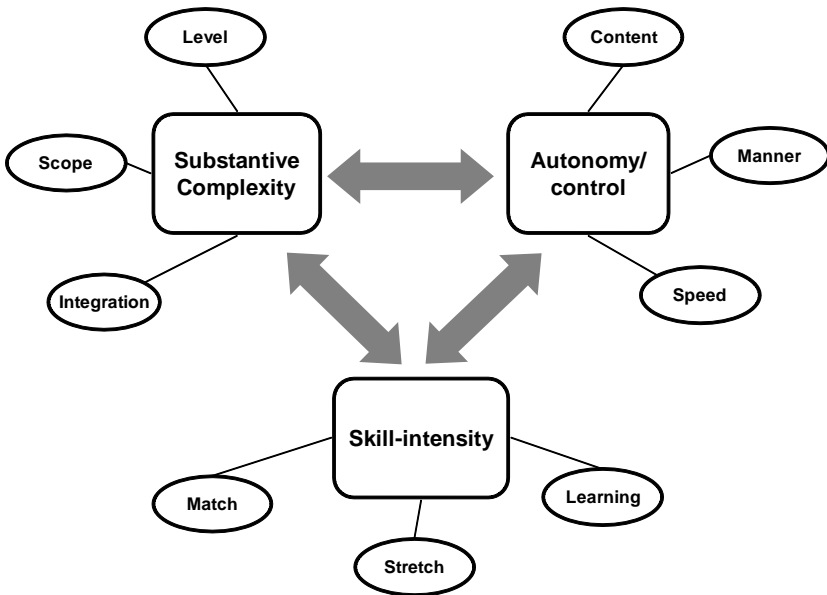 Level
Content
Scope
Substantive
Complexity
Autonomy/
control
Manner
Integration
Speed
Skill-intensity
Match
Learning
Stretch